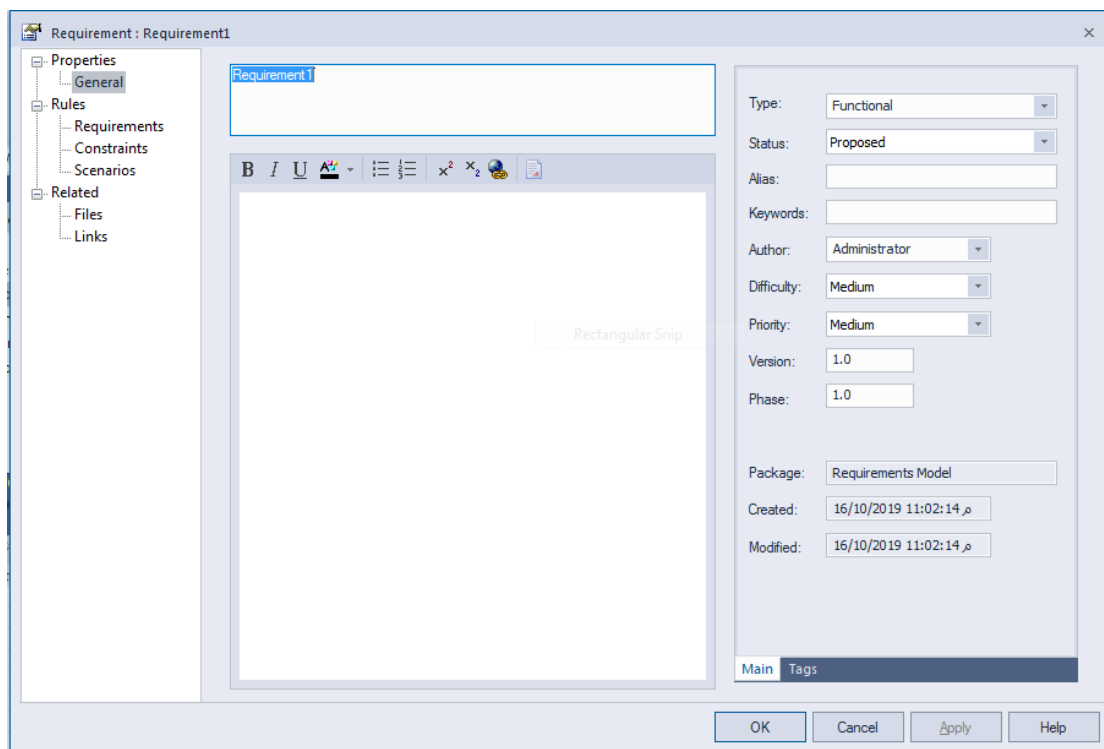 Requirement : Requirement1
Properties
General
Rules
Requirements
Constraints
Scenarios
Related
Files
Links
Requirement1
B I U A x² x₂
Rectangular Snip
Type: Functional
Status: Proposed
Alias:
Keywords:
Author: Administrator
Difficulty: Medium
Priority: Medium
Version: 1.0
Phase: 1.0
Package: Requirements Model
Created: 16/10/2019 11:02:14 م
Modified: 16/10/2019 11:02:14 م
Main Tags
OK Cancel Apply Help